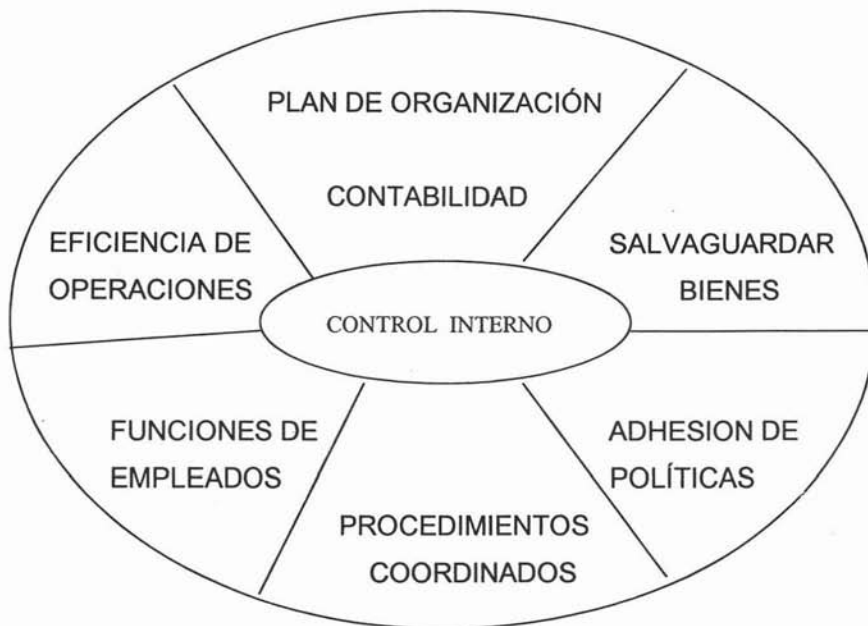 PLAN DE ORGANIZACIÓN
CONTABILIDAD
EFICIENCIA DE
OPERACIONES
SALVAGUARDAR
BIENES
CONTROL INTERNO
FUNCIONES DE
EMPLEADOS
ADHESION DE
POLÍTICAS
PROCEDIMIENTOS
COORDINADOS